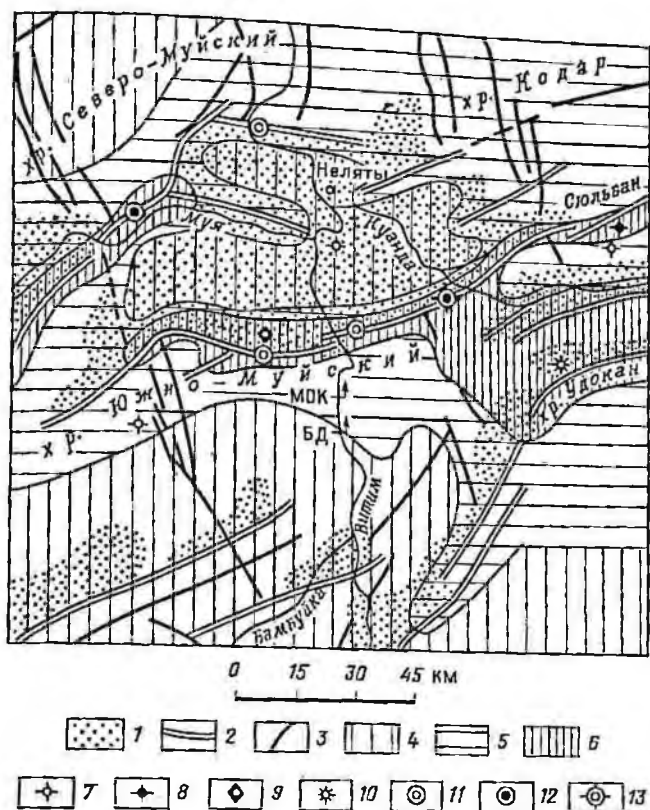 хр. Северо-Муйский
хр. Кодар
Неляты
Сюльбан
Муя
Куанда
Южно-Муйский
хр.
хр. Удокан
МОК
БД
Витим
Бамбуйка
0 15 30 45 км
1 2 3 4 5 6
7 8 9 10 11 12 13